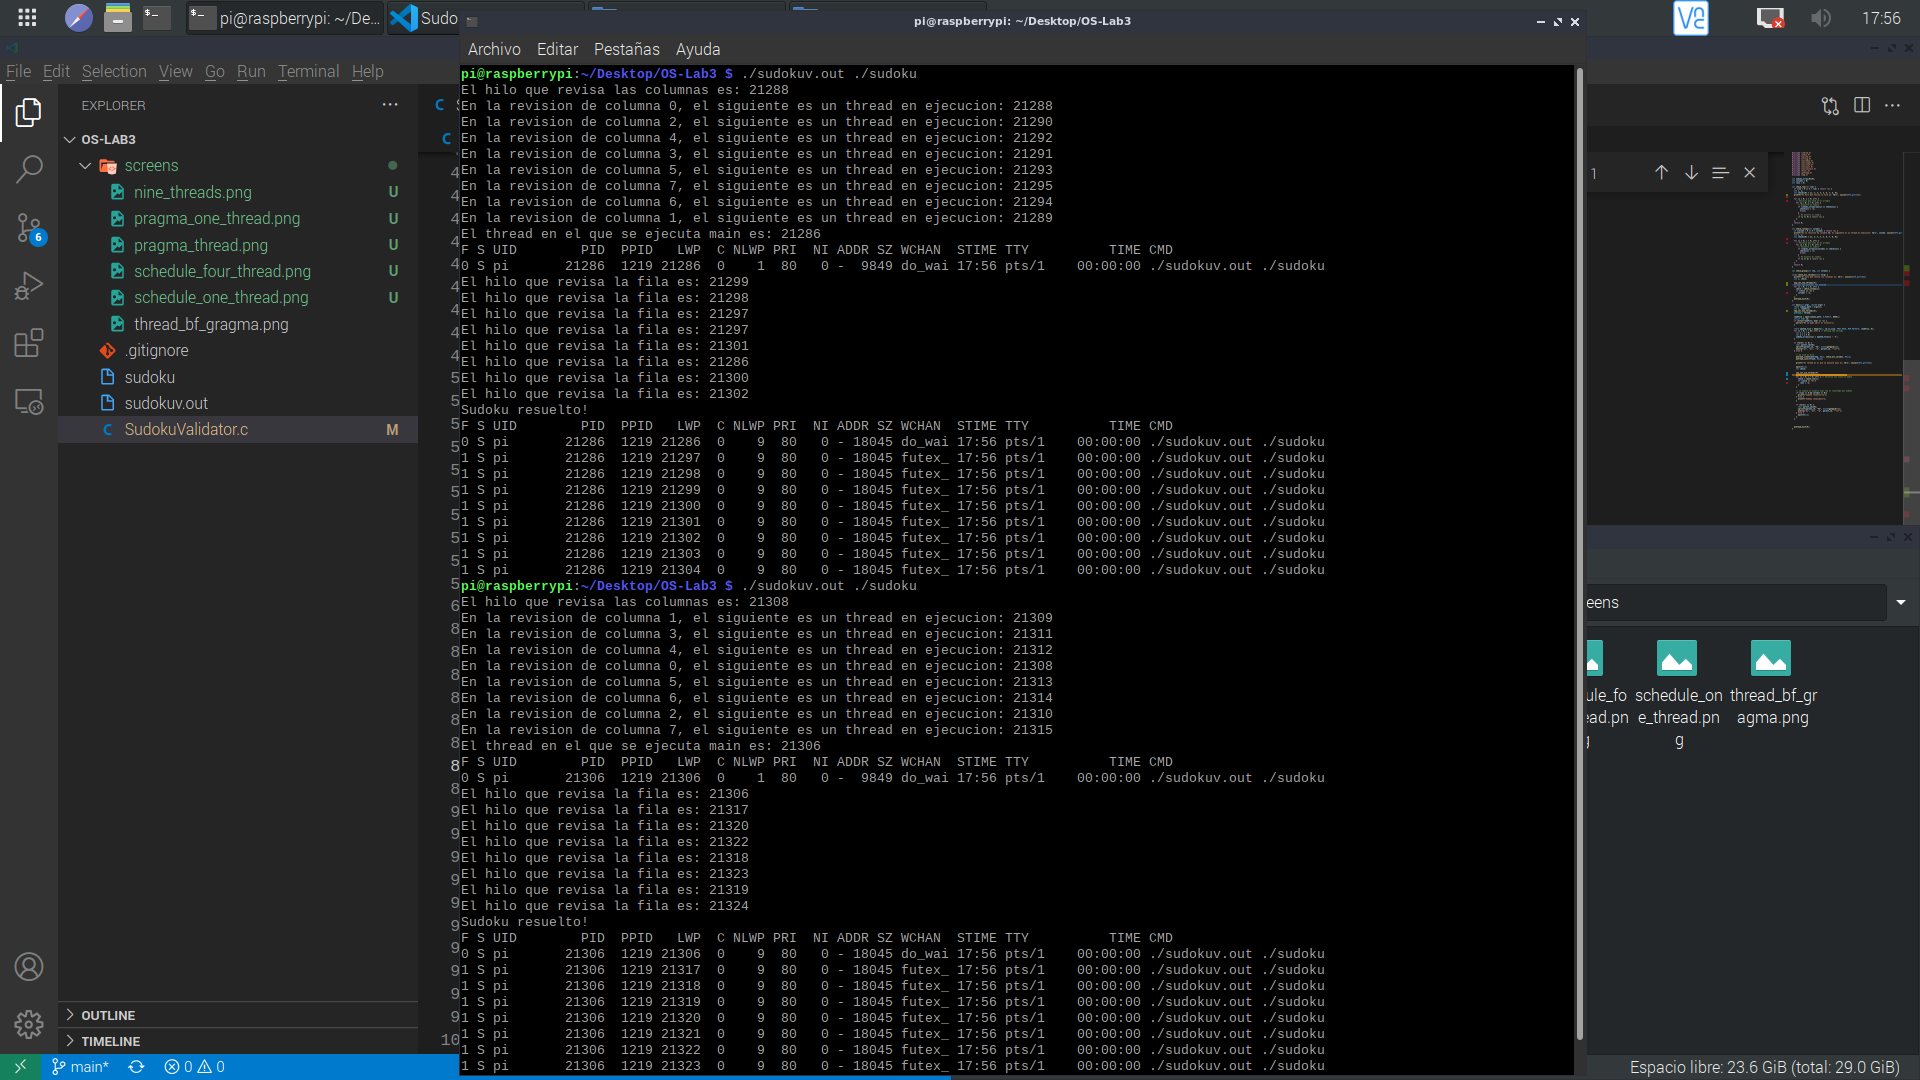 pi@raspberrypi: ~/De...
Sudo
pi@raspberrypi: ~/Desktop/OS-Lab3
17:56
Archivo Editar Pestañas Ayuda
File Edit Selection View Go Run Terminal Help
EXPLORER
OS-LAB3
screens
nine_threads.png U
pragma_one_thread.png U
pragma_thread.png U
schedule_four_thread.png U
schedule_one_thread.png U
thread_bf_gragma.png
.gitignore
sudoku
sudokuv.out
C SudokuValidator.c M
6
OUTLINE
TIMELINE
main* 0 0
pi@raspberrypi:~/Desktop/OS-Lab3 $ ./sudokuv.out ./sudoku
El hilo que revisa las columnas es: 21288
En la revision de columna 0, el siguiente es un thread en ejecucion: 21288
En la revision de columna 2, el siguiente es un thread en ejecucion: 21290
En la revision de columna 4, el siguiente es un thread en ejecucion: 21292
En la revision de columna 3, el siguiente es un thread en ejecucion: 21291
En la revision de columna 5, el siguiente es un thread en ejecucion: 21293
En la revision de columna 7, el siguiente es un thread en ejecucion: 21295
En la revision de columna 6, el siguiente es un thread en ejecucion: 21294
En la revision de columna 1, el siguiente es un thread en ejecucion: 21289
El thread en el que se ejecuta main es: 21286
F S UID PID PPID LWP C NLWP PRI NI ADDR SZ WCHAN STIME TTY TIME CMD
0 S pi 21286 1219 21286 0 1 80 0 - 9849 do_wai 17:56 pts/1 00:00:00 ./sudokuv.out ./sudoku
El hilo que revisa la fila es: 21299
El hilo que revisa la fila es: 21298
El hilo que revisa la fila es: 21297
El hilo que revisa la fila es: 21297
El hilo que revisa la fila es: 21301
El hilo que revisa la fila es: 21286
El hilo que revisa la fila es: 21300
El hilo que revisa la fila es: 21302
Sudoku resuelto!
F S UID PID PPID LWP C NLWP PRI NI ADDR SZ WCHAN STIME TTY TIME CMD
0 S pi 21286 1219 21286 0 9 80 0 - 18045 do_wai 17:56 pts/1 00:00:00 ./sudokuv.out ./sudoku
1 S pi 21286 1219 21297 0 9 80 0 - 18045 futex_ 17:56 pts/1 00:00:00 ./sudokuv.out ./sudoku
1 S pi 21286 1219 21298 0 9 80 0 - 18045 futex_ 17:56 pts/1 00:00:00 ./sudokuv.out ./sudoku
1 S pi 21286 1219 21299 0 9 80 0 - 18045 futex_ 17:56 pts/1 00:00:00 ./sudokuv.out ./sudoku
1 S pi 21286 1219 21300 0 9 80 0 - 18045 futex_ 17:56 pts/1 00:00:00 ./sudokuv.out ./sudoku
1 S pi 21286 1219 21301 0 9 80 0 - 18045 futex_ 17:56 pts/1 00:00:00 ./sudokuv.out ./sudoku
1 S pi 21286 1219 21302 0 9 80 0 - 18045 futex_ 17:56 pts/1 00:00:00 ./sudokuv.out ./sudoku
1 S pi 21286 1219 21303 0 9 80 0 - 18045 futex_ 17:56 pts/1 00:00:00 ./sudokuv.out ./sudoku
1 S pi 21286 1219 21304 0 9 80 0 - 18045 futex_ 17:56 pts/1 00:00:00 ./sudokuv.out ./sudoku
pi@raspberrypi:~/Desktop/OS-Lab3 $ ./sudokuv.out ./sudoku
El hilo que revisa las columnas es: 21308
En la revision de columna 1, el siguiente es un thread en ejecucion: 21309
En la revision de columna 3, el siguiente es un thread en ejecucion: 21311
En la revision de columna 4, el siguiente es un thread en ejecucion: 21312
En la revision de columna 0, el siguiente es un thread en ejecucion: 21308
En la revision de columna 5, el siguiente es un thread en ejecucion: 21313
En la revision de columna 6, el siguiente es un thread en ejecucion: 21314
En la revision de columna 2, el siguiente es un thread en ejecucion: 21310
En la revision de columna 7, el siguiente es un thread en ejecucion: 21315
El thread en el que se ejecuta main es: 21306
F S UID PID PPID LWP C NLWP PRI NI ADDR SZ WCHAN STIME TTY TIME CMD
0 S pi 21306 1219 21306 0 1 80 0 - 9849 do_wai 17:56 pts/1 00:00:00 ./sudokuv.out ./sudoku
El hilo que revisa la fila es: 21306
El hilo que revisa la fila es: 21317
El hilo que revisa la fila es: 21320
El hilo que revisa la fila es: 21322
El hilo que revisa la fila es: 21318
El hilo que revisa la fila es: 21323
El hilo que revisa la fila es: 21319
El hilo que revisa la fila es: 21324
Sudoku resuelto!
F S UID PID PPID LWP C NLWP PRI NI ADDR SZ WCHAN STIME TTY TIME CMD
0 S pi 21306 1219 21306 0 9 80 0 - 18045 do_wai 17:56 pts/1 00:00:00 ./sudokuv.out ./sudoku
1 S pi 21306 1219 21317 0 9 80 0 - 18045 futex_ 17:56 pts/1 00:00:00 ./sudokuv.out ./sudoku
1 S pi 21306 1219 21318 0 9 80 0 - 18045 futex_ 17:56 pts/1 00:00:00 ./sudokuv.out ./sudoku
1 S pi 21306 1219 21319 0 9 80 0 - 18045 futex_ 17:56 pts/1 00:00:00 ./sudokuv.out ./sudoku
1 S pi 21306 1219 21320 0 9 80 0 - 18045 futex_ 17:56 pts/1 00:00:00 ./sudokuv.out ./sudoku
1 S pi 21306 1219 21321 0 9 80 0 - 18045 futex_ 17:56 pts/1 00:00:00 ./sudokuv.out ./sudoku
1 S pi 21306 1219 21322 0 9 80 0 - 18045 futex_ 17:56 pts/1 00:00:00 ./sudokuv.out ./sudoku
1 S pi 21306 1219 21323 0 9 80 0 - 18045 futex_ 17:56 pts/1 00:00:00 ./sudokuv.out ./sudoku
1
eens
schedule_on
e_thread.pn
g
thread_bf_gr
agma.png
Espacio libre: 23.6 GiB (total: 29.0 GiB)